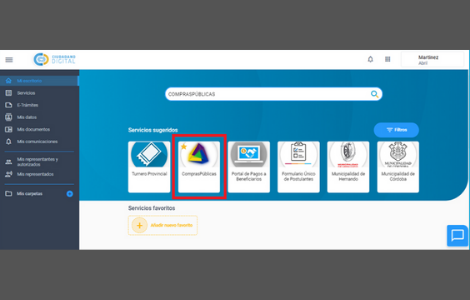 CIUDADANO
DIGITAL
Martinez
Abril
Mi escritorio
Servicios
E-Trámites
Mis datos
Mis documentos
Mis comunicaciones
Mis representantes y
autorizados
Mis representados
Mis carpetas
COMPRASPÚBLICAS
Servicios sugeridos
Filtros
Turnero Provincial
ComprasPúblicas
Portal de Pagos a
Beneficiarios
Formulario Único
de Postulantes
Municipalidad de
Hernando
Municipalidad de
Córdoba
Servicios favoritos
Añadir nuevo favorito